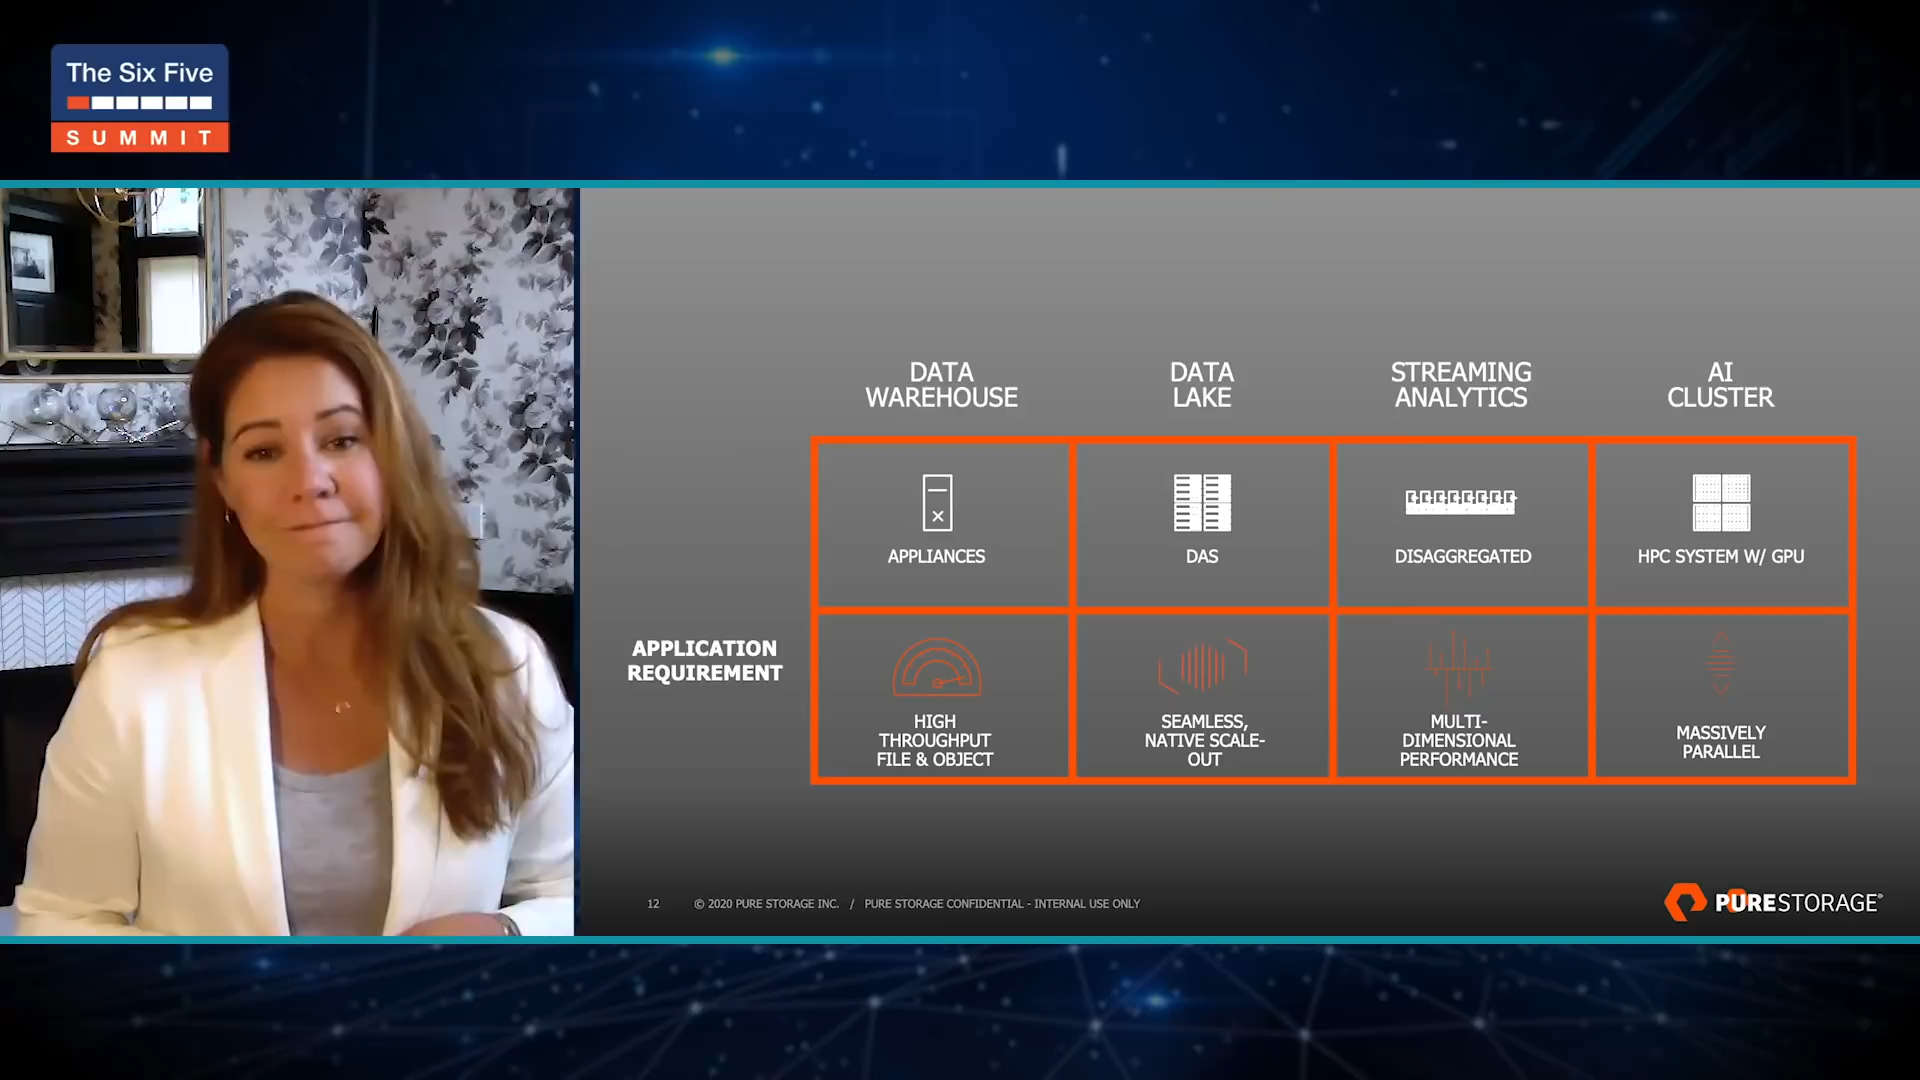 The Six Five
SUMMIT
DATA
WAREHOUSE
DATA
LAKE
STREAMING
ANALYTICS
AI
CLUSTER
APPLIANCES
DAS
DISAGGREGATED
HPC SYSTEM W/ GPU
APPLICATION
REQUIREMENT
HIGH
THROUGHPUT
FILE & OBJECT
SEAMLESS,
NATIVE SCALE-
OUT
MULTI-
DIMENSIONAL
PERFORMANCE
MASSIVELY
PARALLEL
12 © 2020 PURE STORAGE INC. / PURE STORAGE CONFIDENTIAL - INTERNAL USE ONLY
PURESTORAGE®